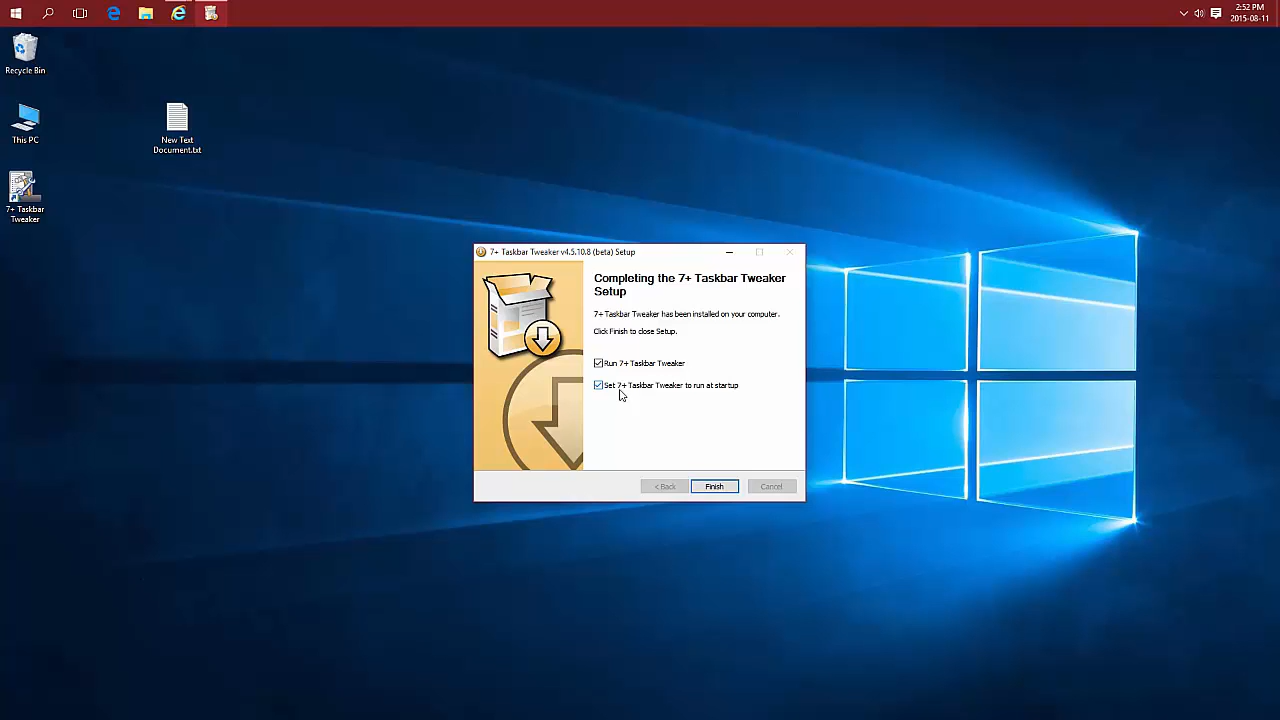 2:52 PM
2015-08-11
Recycle Bin
This PC
New Text
Document.txt
7+ Taskbar
Tweaker
7+ Taskbar Tweaker v4.5.10.8 (beta) Setup
Completing the 7+ Taskbar Tweaker
Setup
7+ Taskbar Tweaker has been installed on your computer.
Click Finish to close Setup.
Run 7+ Taskbar Tweaker
Set 7+ Taskbar Tweaker to run at startup
< Back
Finish
Cancel